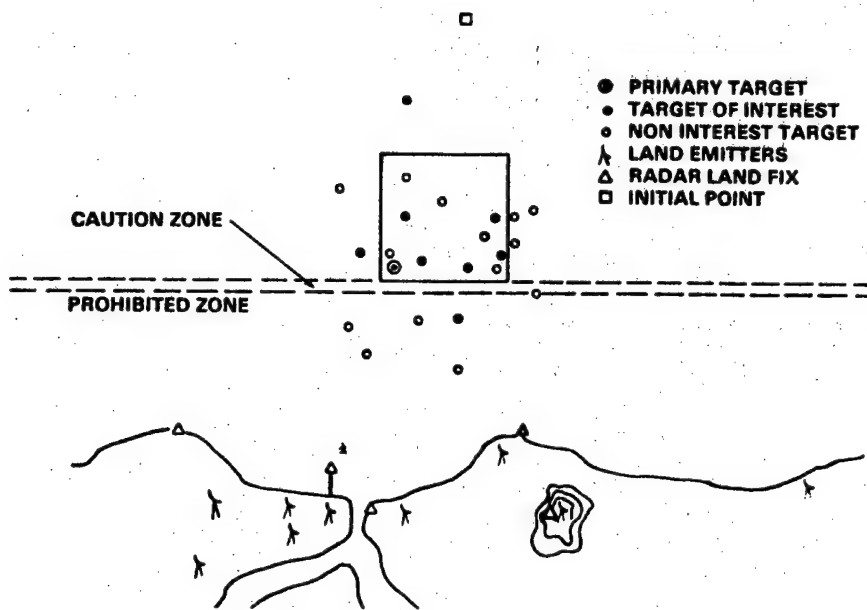 PRIMARY TARGET
TARGET OF INTEREST
NON INTEREST TARGET
LAND EMITTERS
RADAR LAND FIX
INITIAL POINT
CAUTION ZONE
PROHIBITED ZONE